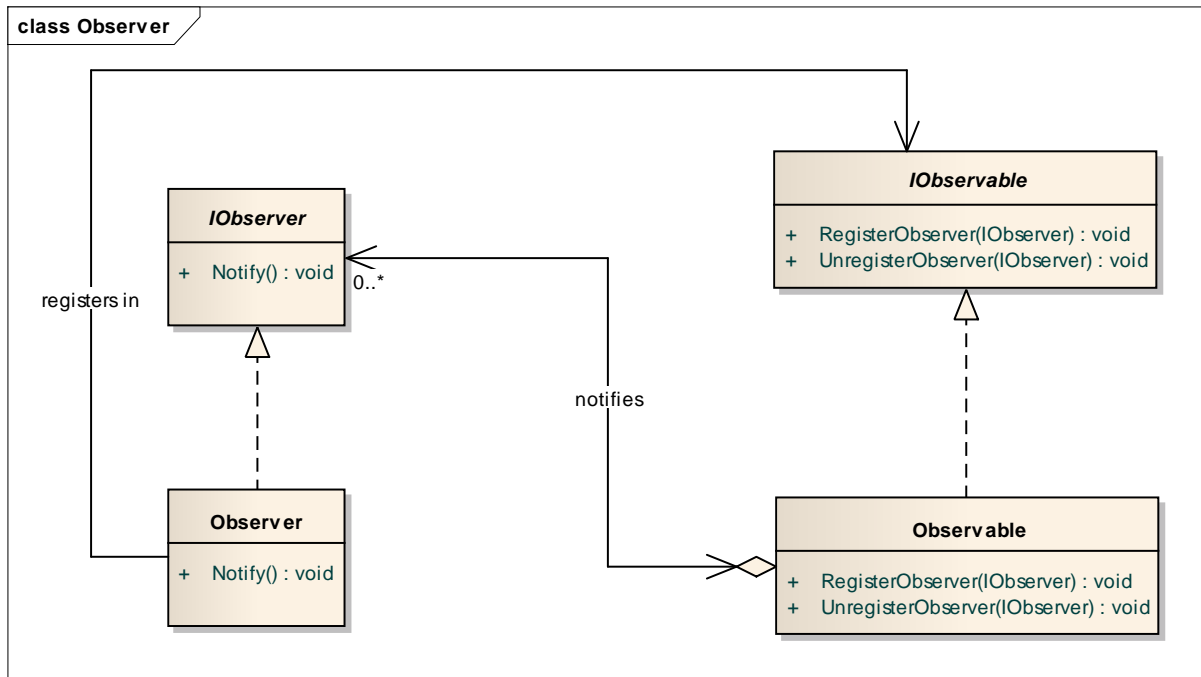 class Observer
IObservable
+ RegisterObserver(IObserver) : void
+ UnregisterObserver(IObserver) : void
IObserver
+ Notify() : void
0..*
registers in
notifies
Observer
+ Notify() : void
Observable
+ RegisterObserver(IObserver) : void
+ UnregisterObserver(IObserver) : void